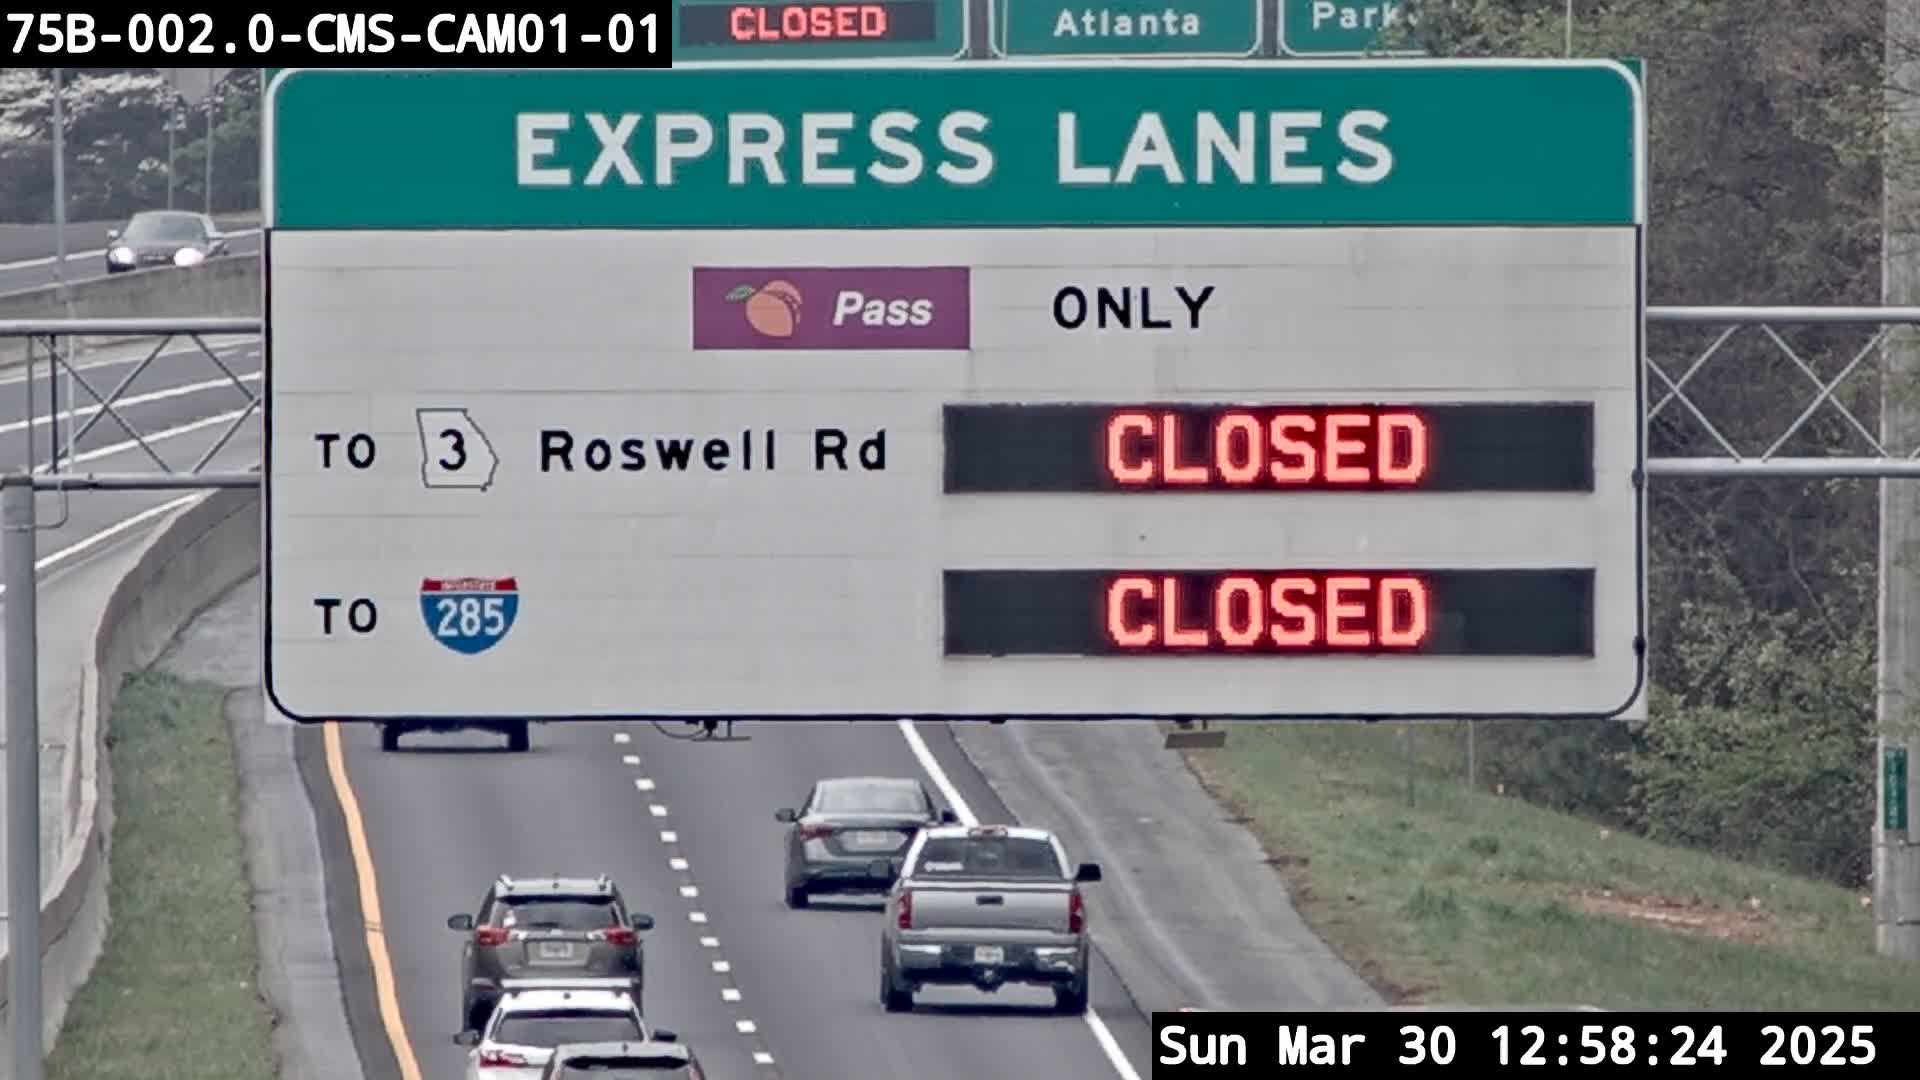 75B-002.0-CMS-CAM01-01
CLOSED
Atlanta
EXPRESS LANES
Pass ONLY
TO 3 Roswell Rd CLOSED
TO INTERSTATE 285 CLOSED
Sun Mar 30 12:58:24 2025